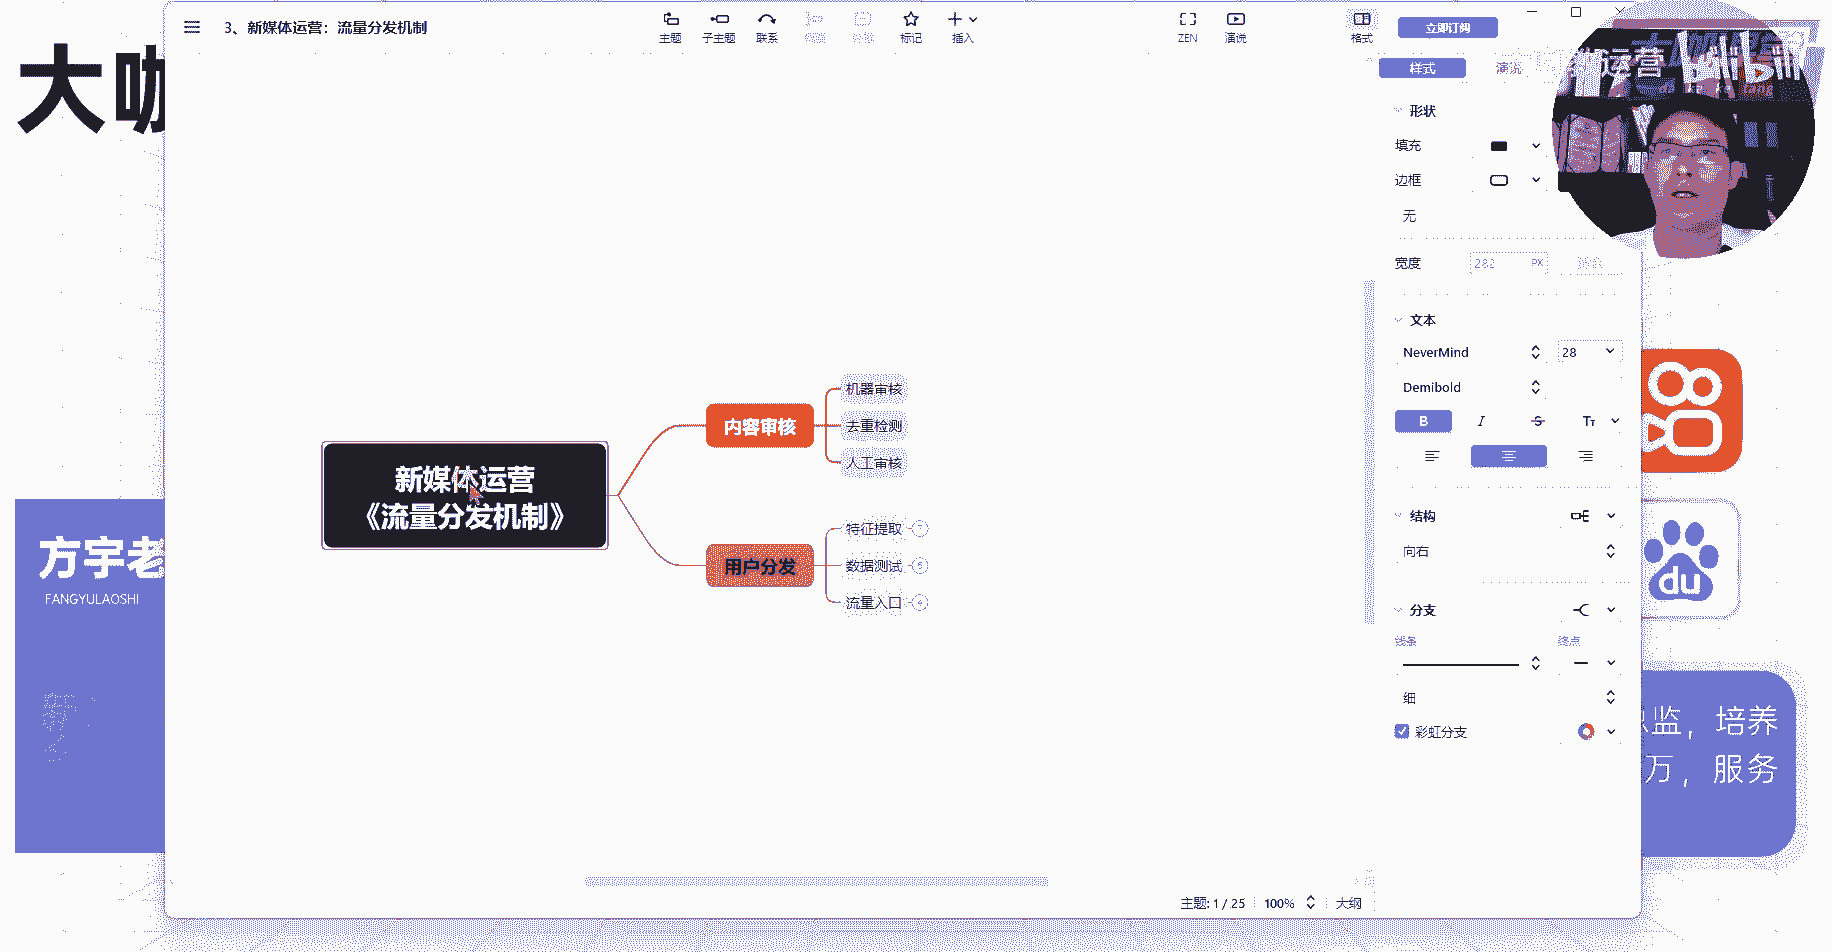 大咖
3、新媒体运营：流量分发机制
主题
子主题
联系
标记
插入
ZEN
演说
格式
立即订阅
样式
演说
运营
bilibili
形状
填充
边框
无
宽度
282
PX
文本
NeverMind
28
Demibold
B
I
S
Tт
结构
向右
分支
线条
终点
细
彩虹分支
新媒体运营
《流量分发机制》
内容审核
机器审核
去重检测
人工审核
用户分发
特征提取
数据测试
流量入口
方宇老
FANGYULAOSHI
du
监，培养
万，服务
主题: 1 / 25
100%
大纲